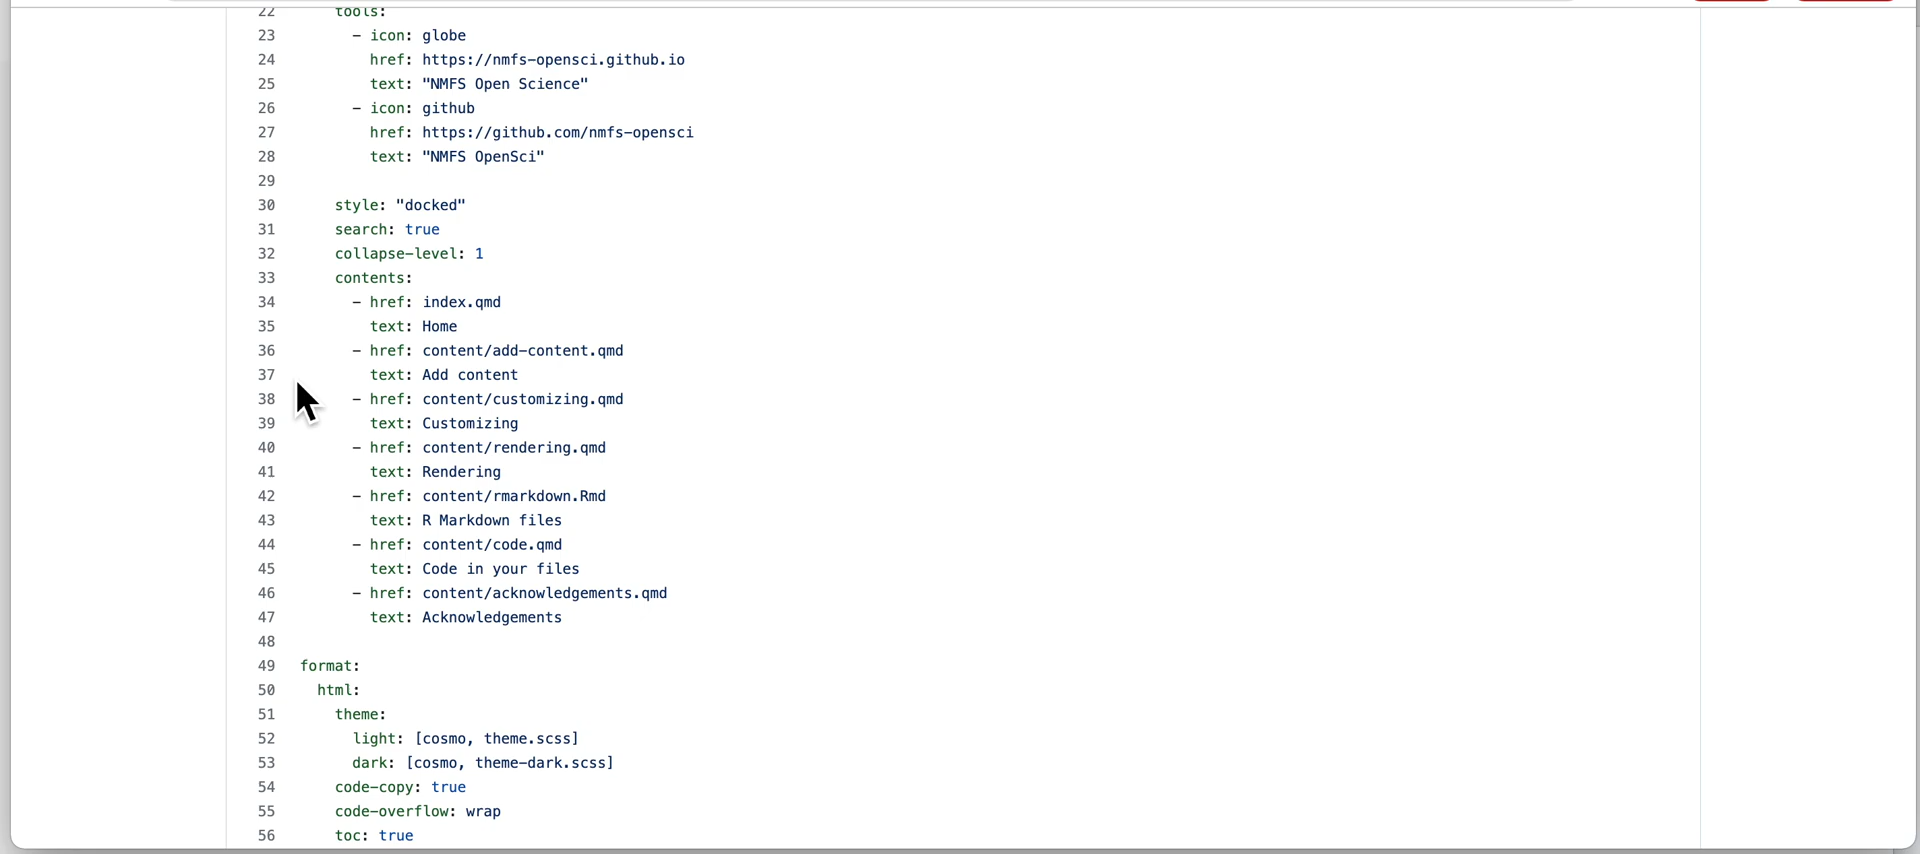 22 tools:
23 - icon: globe
24 href: https://nmfs-opensci.github.io
25 text: "NMFS Open Science"
26 - icon: github
27 href: https://github.com/nmfs-opensci
28 text: "NMFS OpenSci"
29
30 style: "docked"
31 search: true
32 collapse-level: 1
33 contents:
34 - href: index.qmd
35 text: Home
36 - href: content/add-content.qmd
37 text: Add content
38 - href: content/customizing.qmd
39 text: Customizing
40 - href: content/rendering.qmd
41 text: Rendering
42 - href: content/rmarkdown.Rmd
43 text: R Markdown files
44 - href: content/code.qmd
45 text: Code in your files
46 - href: content/acknowledgements.qmd
47 text: Acknowledgements
48
49 format:
50 html:
51 theme:
52 light: [cosmo, theme.scss]
53 dark: [cosmo, theme-dark.scss]
54 code-copy: true
55 code-overflow: wrap
56 toc: true